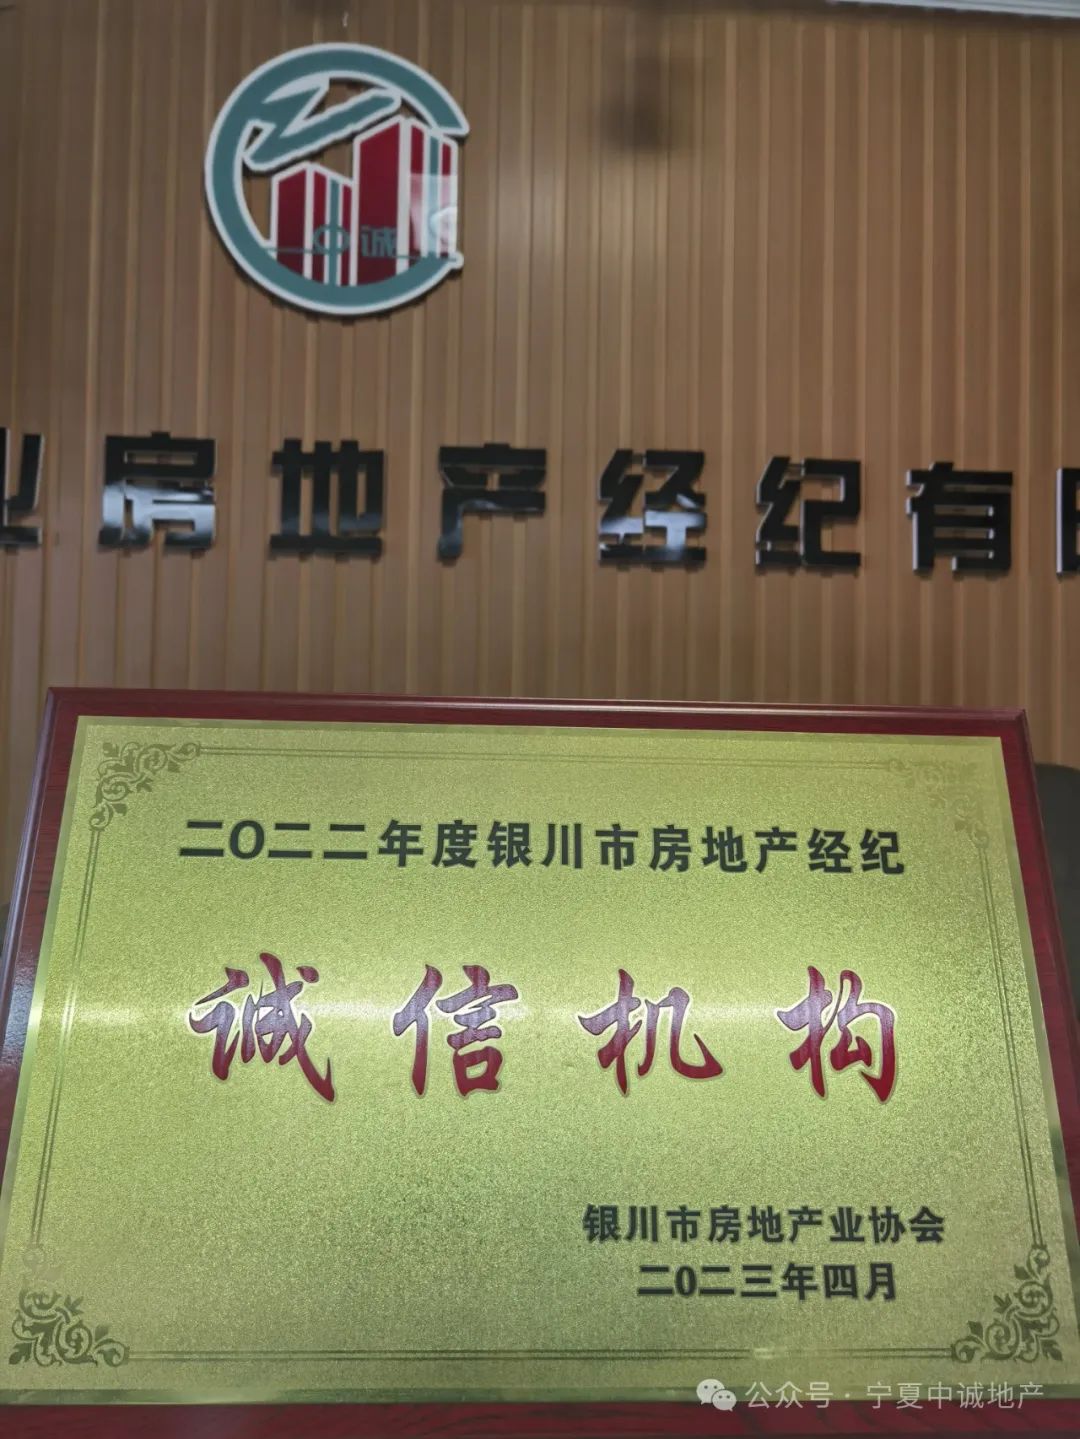 中诚
业房地产经纪有
二〇二二年度银川市房地产经纪
诚信机构
银川市房地产业协会
二〇二三年四月
公众号·宁夏中诚地产